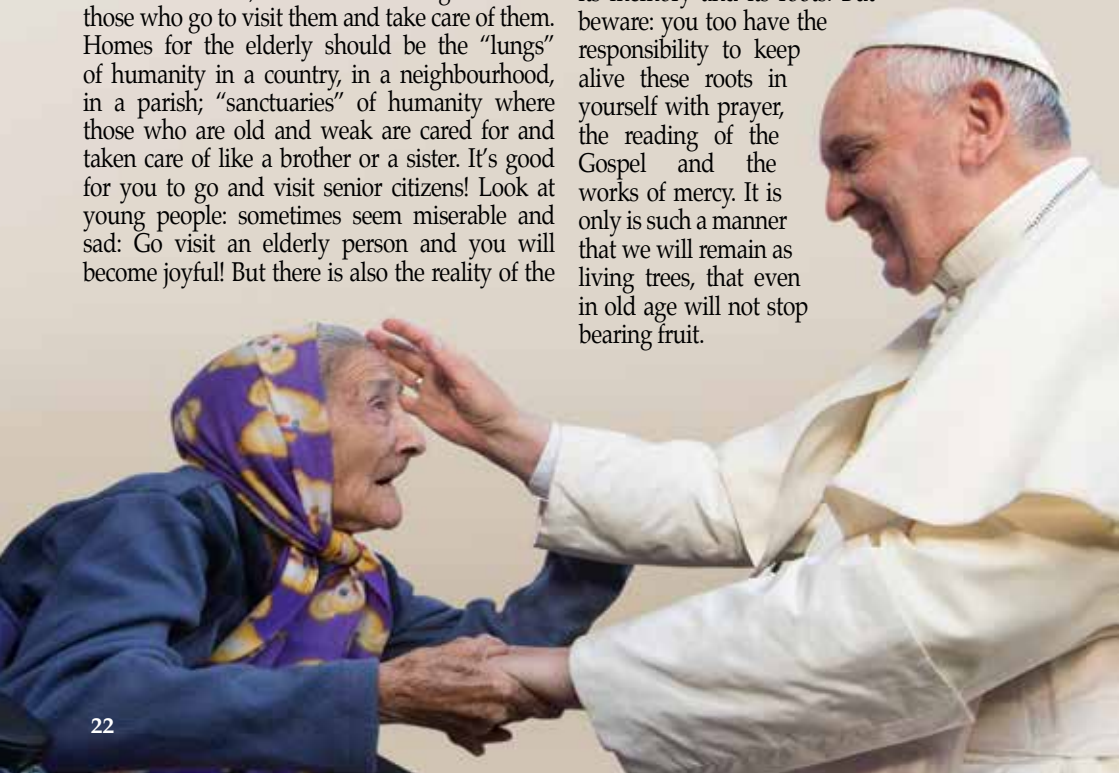 those who go to visit them and take care of them.
Homes for the elderly should be the “lungs”
of humanity in a country, in a neighbourhood,
in a parish; “sanctuaries” of humanity where
those who are old and weak are cared for and
taken care of like a brother or a sister. It’s good
for you to go and visit senior citizens! Look at
young people: sometimes seem miserable and
sad: Go visit an elderly person and you will
become joyful! But there is also the reality of the
beware: you too have the
responsibility to keep
alive these roots in
yourself with prayer,
the reading of the
Gospel and the
works of mercy. It is
only is such a manner
that we will remain as
living trees, that even
in old age will not stop
bearing fruit.
22